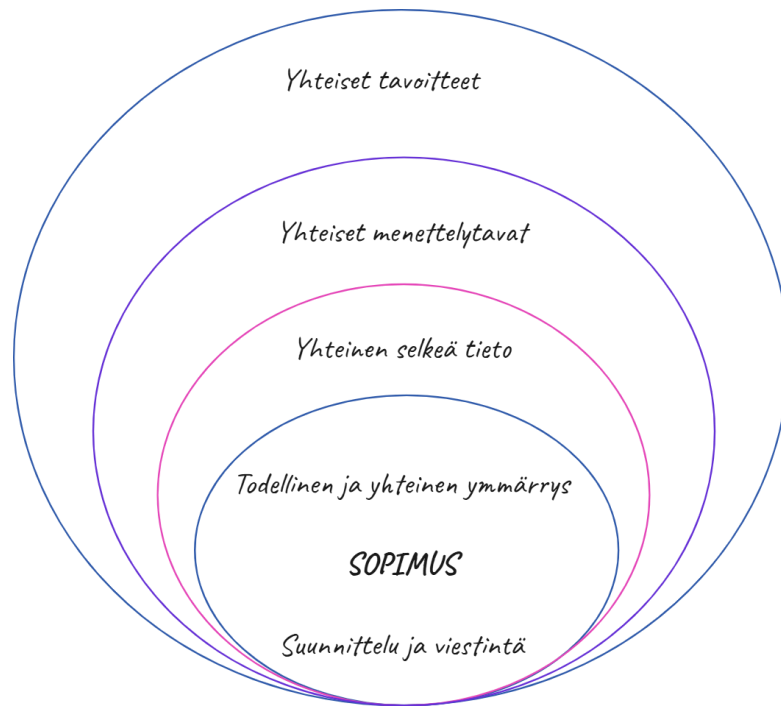 Yhteiset tavoitteet
Yhteiset menettelytavat
Yhteinen selkeä tieto
Todellinen ja yhteinen ymmärrys
SOPIMUS
Suunnittelu ja viestintä